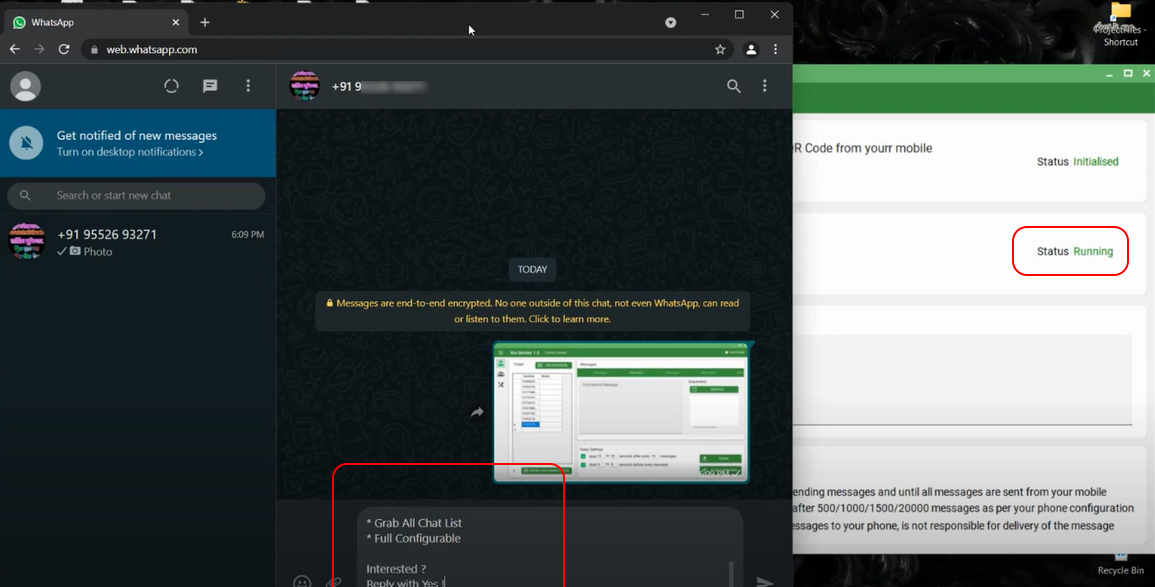 WhatsApp
web.whatsapp.com
Get notified of new messages
Turn on desktop notifications
Search or start new chat
+91 95526 93271
6:09 PM
Photo
+91 9
TODAY
Messages are end-to-end encrypted. No one outside of this chat, not even WhatsApp, can read
or listen to them. Click to learn more.
Target
Messages
* Grab All Chat List
* Full Configurable
Interested ?
Reply with Yes !
Shortcut
R Code from yourr mobile
Status Initialised
Status Running
ending messages and until all messages are sent from your mobile
after 500/1000/1500/20000 messages as per your phone configuration
essages to your phone, is not responsible for delivery of the message
Recycle Bin